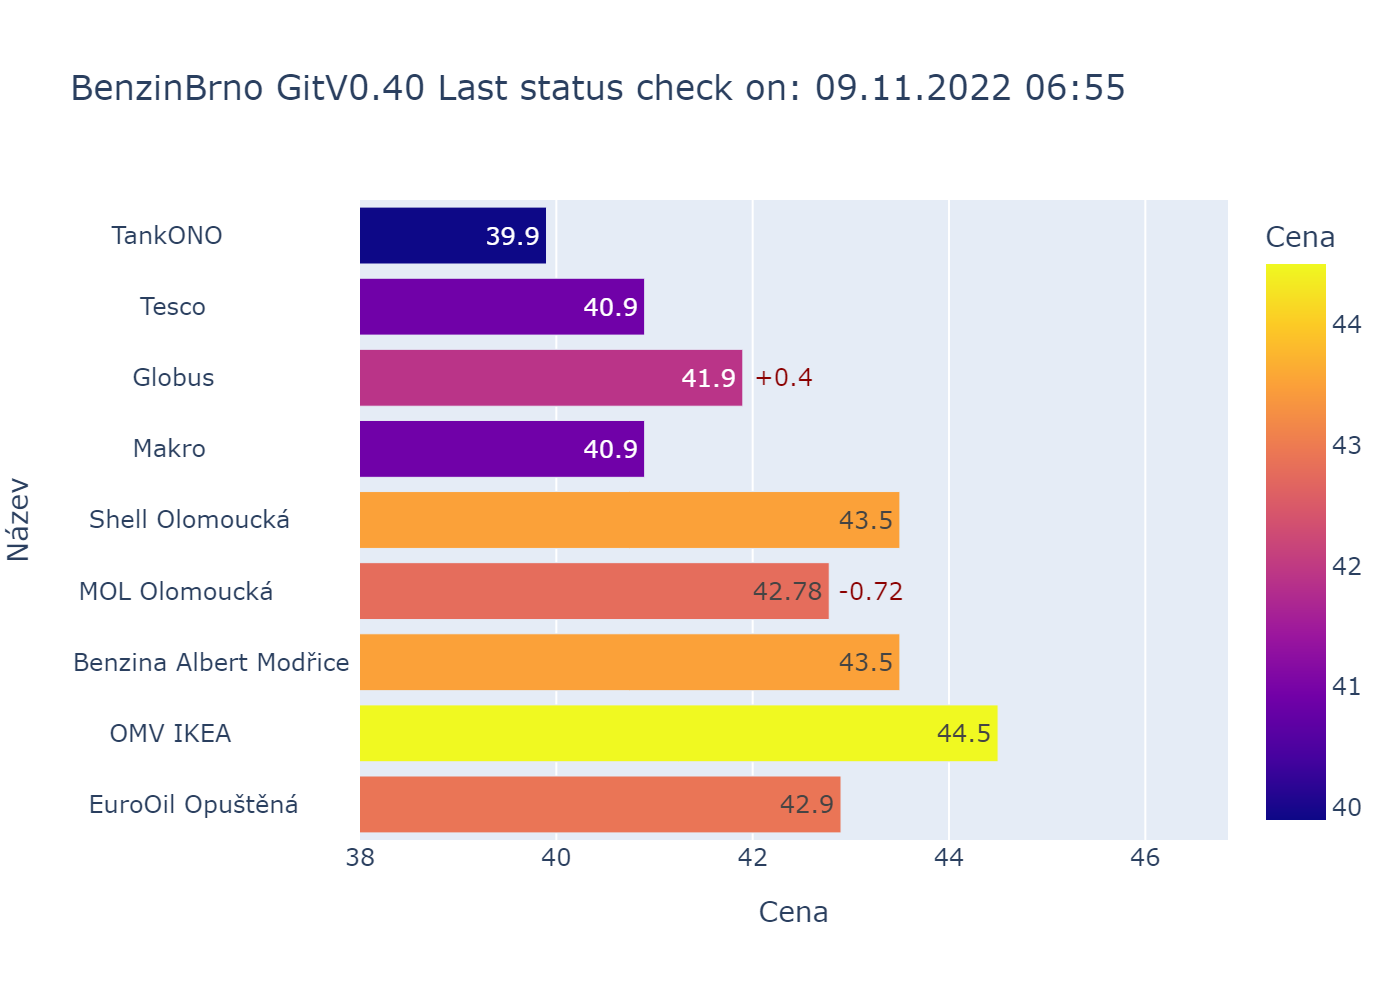 BenzinBrno GitV0.40 Last status check on: 09.11.2022 06:55
Název
TankONO 39.9
Tesco 40.9
Globus 41.9 +0.4
Makro 40.9
Shell Olomoucká 43.5
MOL Olomoucká 42.78 -0.72
Benzina Albert Modřice 43.5
OMV IKEA 44.5
EuroOil Opuštěná 42.9
38 40 42 44 46
Cena
Cena
44
43
42
41
40